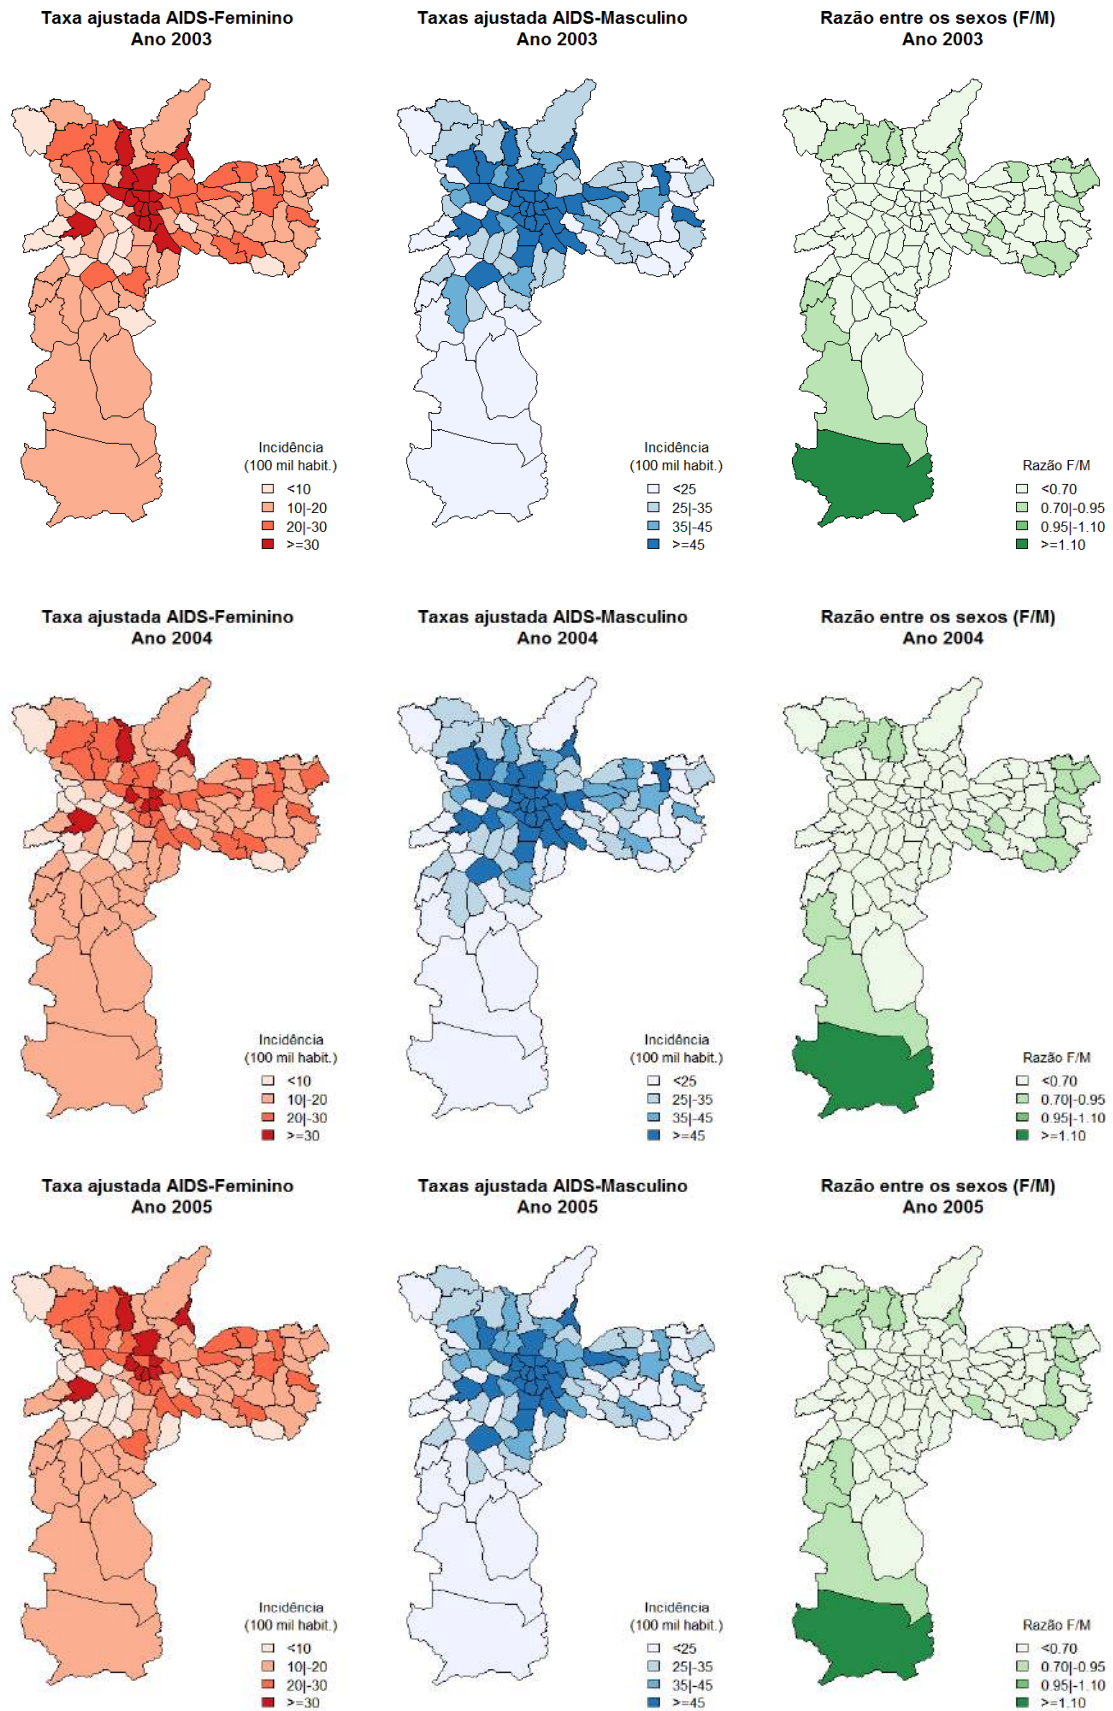 Taxa ajustada AIDS-Feminino
Ano 2003
Taxas ajustada AIDS-Masculino
Ano 2003
Razão entre os sexos (F/M)
Ano 2003
Incidência
(100 mil habit.)
<10
10|-20
20|-30
>=30
Incidência
(100 mil habit.)
<25
25|-35
35|-45
>=45
Razão F/M
<0.70
0.70|-0.95
0.95|-1.10
>=1.10
Taxa ajustada AIDS-Feminino
Ano 2004
Taxas ajustada AIDS-Masculino
Ano 2004
Razão entre os sexos (F/M)
Ano 2004
Incidência
(100 mil habit.)
<10
10|-20
20|-30
>=30
Incidência
(100 mil habit.)
<25
25|-35
35|-45
>=45
Razão F/M
<0.70
0.70|-0.95
0.95|-1.10
>=1.10
Taxa ajustada AIDS-Feminino
Ano 2005
Taxas ajustada AIDS-Masculino
Ano 2005
Razão entre os sexos (F/M)
Ano 2005
Incidência
(100 mil habit.)
<10
10|-20
20|-30
>=30
Incidência
(100 mil habit.)
<25
25|-35
35|-45
>=45
Razão F/M
<0.70
0.70|-0.95
0.95|-1.10
>=1.10